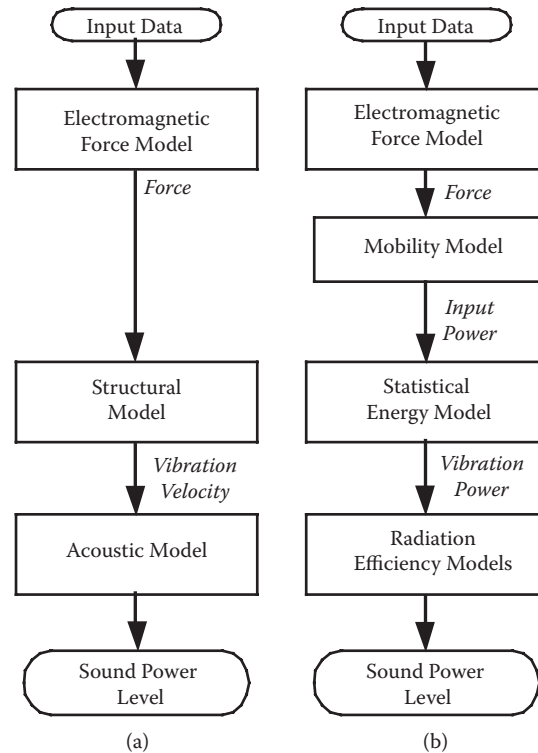 Input Data
Electromagnetic
Force Model
Force
Structural
Model
Vibration
Velocity
Acoustic Model
Sound Power
Level
(a)
Input Data
Electromagnetic
Force Model
Force
Mobility Model
Input
Power
Statistical
Energy Model
Vibration
Power
Radiation
Efficiency Models
Sound Power
Level
(b)